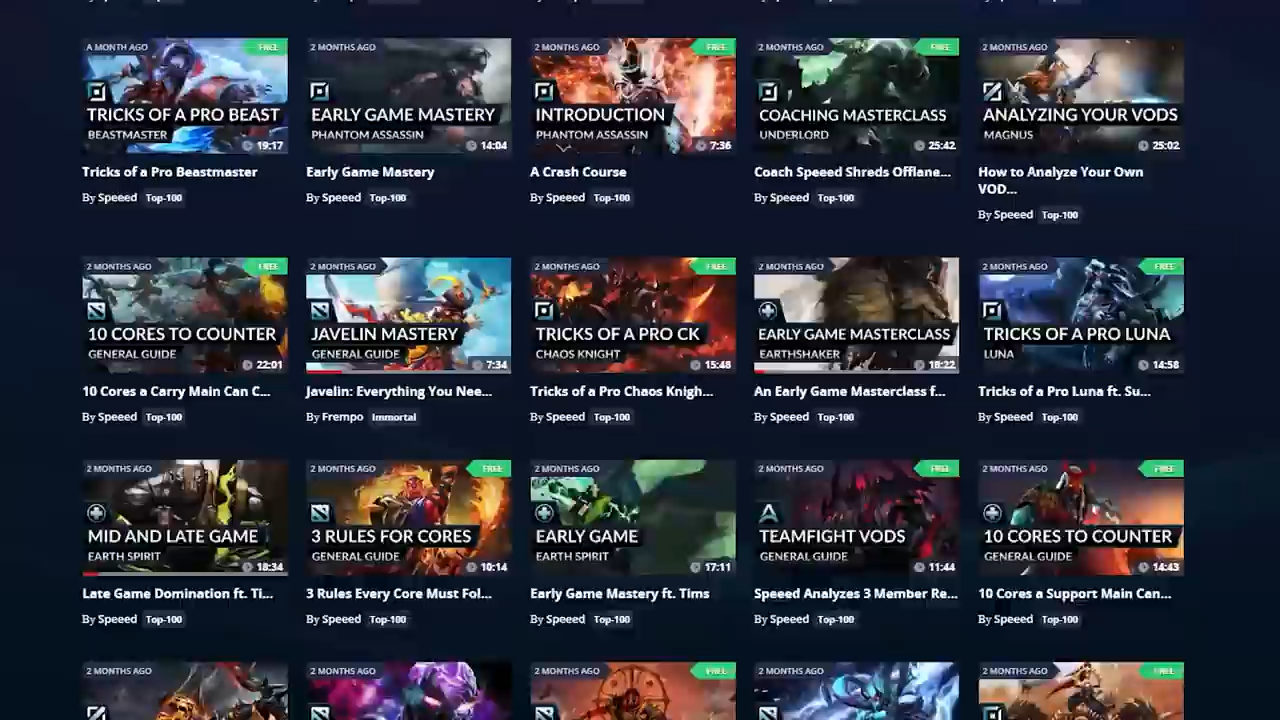 By Speeed Top-100
A MONTH AGO FREE
TRICKS OF A PRO BEAST
BEASTMASTER
19:17
Tricks of a Pro Beastmaster
By Speeed Top-100
2 MONTHS AGO
EARLY GAME MASTERY
PHANTOM ASSASSIN
14:04
Early Game Mastery
By Speeed Top-100
2 MONTHS AGO FREE
INTRODUCTION
PHANTOM ASSASSIN
7:36
A Crash Course
By Speeed Top-100
2 MONTHS AGO FREE
COACHING MASTERCLASS
UNDERLORD
25:42
Coach Speeed Shreds Offlane...
By Speeed Top-100
2 MONTHS AGO
ANALYZING YOUR VODS
MAGNUS
25:02
How to Analyze Your Own
VOD...
By Speeed Top-100
2 MONTHS AGO FREE
10 CORES TO COUNTER
GENERAL GUIDE
22:01
10 Cores a Carry Main Can C...
By Speeed Top-100
2 MONTHS AGO
JAVELIN MASTERY
GENERAL GUIDE
7:34
Javelin: Everything You Nee...
By Frempo Immortal
2 MONTHS AGO FREE
TRICKS OF A PRO CK
CHAOS KNIGHT
15:48
Tricks of a Pro Chaos Knigh...
By Speeed Top-100
2 MONTHS AGO
EARLY GAME MASTERCLASS
EARTHSHAKER
18:22
An Early Game Masterclass f...
By Speeed Top-100
2 MONTHS AGO FREE
TRICKS OF A PRO LUNA
LUNA
14:58
Tricks of a Pro Luna ft. Su...
By Speeed Top-100
2 MONTHS AGO
MID AND LATE GAME
EARTH SPIRIT
18:34
Late Game Domination ft. Ti...
By Speeed Top-100
2 MONTHS AGO FREE
3 RULES FOR CORES
GENERAL GUIDE
10:14
3 Rules Every Core Must Fol...
By Speeed Top-100
2 MONTHS AGO
EARLY GAME
EARTH SPIRIT
17:11
Early Game Mastery ft. Tims
By Speeed Top-100
2 MONTHS AGO FREE
TEAMFIGHT VODS
GENERAL GUIDE
11:44
Speeed Analyzes 3 Member Re...
By Speeed Top-100
2 MONTHS AGO FREE
10 CORES TO COUNTER
GENERAL GUIDE
14:43
10 Cores a Support Main Can...
By Speeed Top-100
2 MONTHS AGO
2 MONTHS AGO
2 MONTHS AGO FREE
2 MONTHS AGO
2 MONTHS AGO FREE